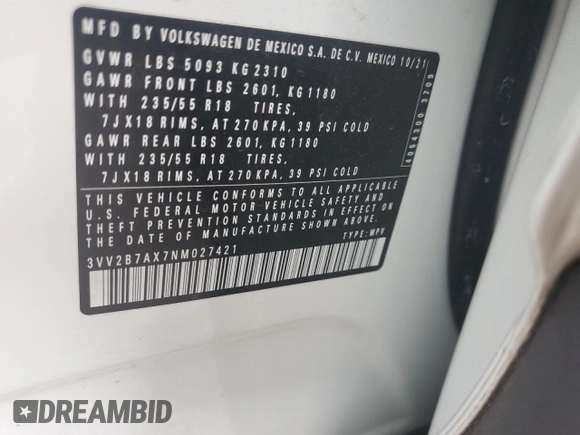 MFD BY VOLKSWAGEN DE MEXICO S.A. DE C.V. MEXICO 10/21
GVWR LBS 5093 KG 2310
GAWR FRONT LBS 2601, KG 1180
WITH 235/55 R18 TIRES,
7JX18 RIMS, AT 270 KPA, 39 PSI COLD
GAWR REAR LBS 2601, KG 1180
WITH 235/55 R18 TIRES,
7JX18 RIMS, AT 270 KPA, 39 PSI COLD
THIS VEHICLE CONFORMS TO ALL APPLICABLE
U.S. FEDERAL MOTOR VEHICLE SAFETY AND
THEFT PREVENTION STANDARDS IN EFFECT ON
THE DATE OF MANUFACTURE SHOWN ABOVE.
3VV2B7AX7NM027421 TYPE: MPV
4054300 3709
DREAMBID